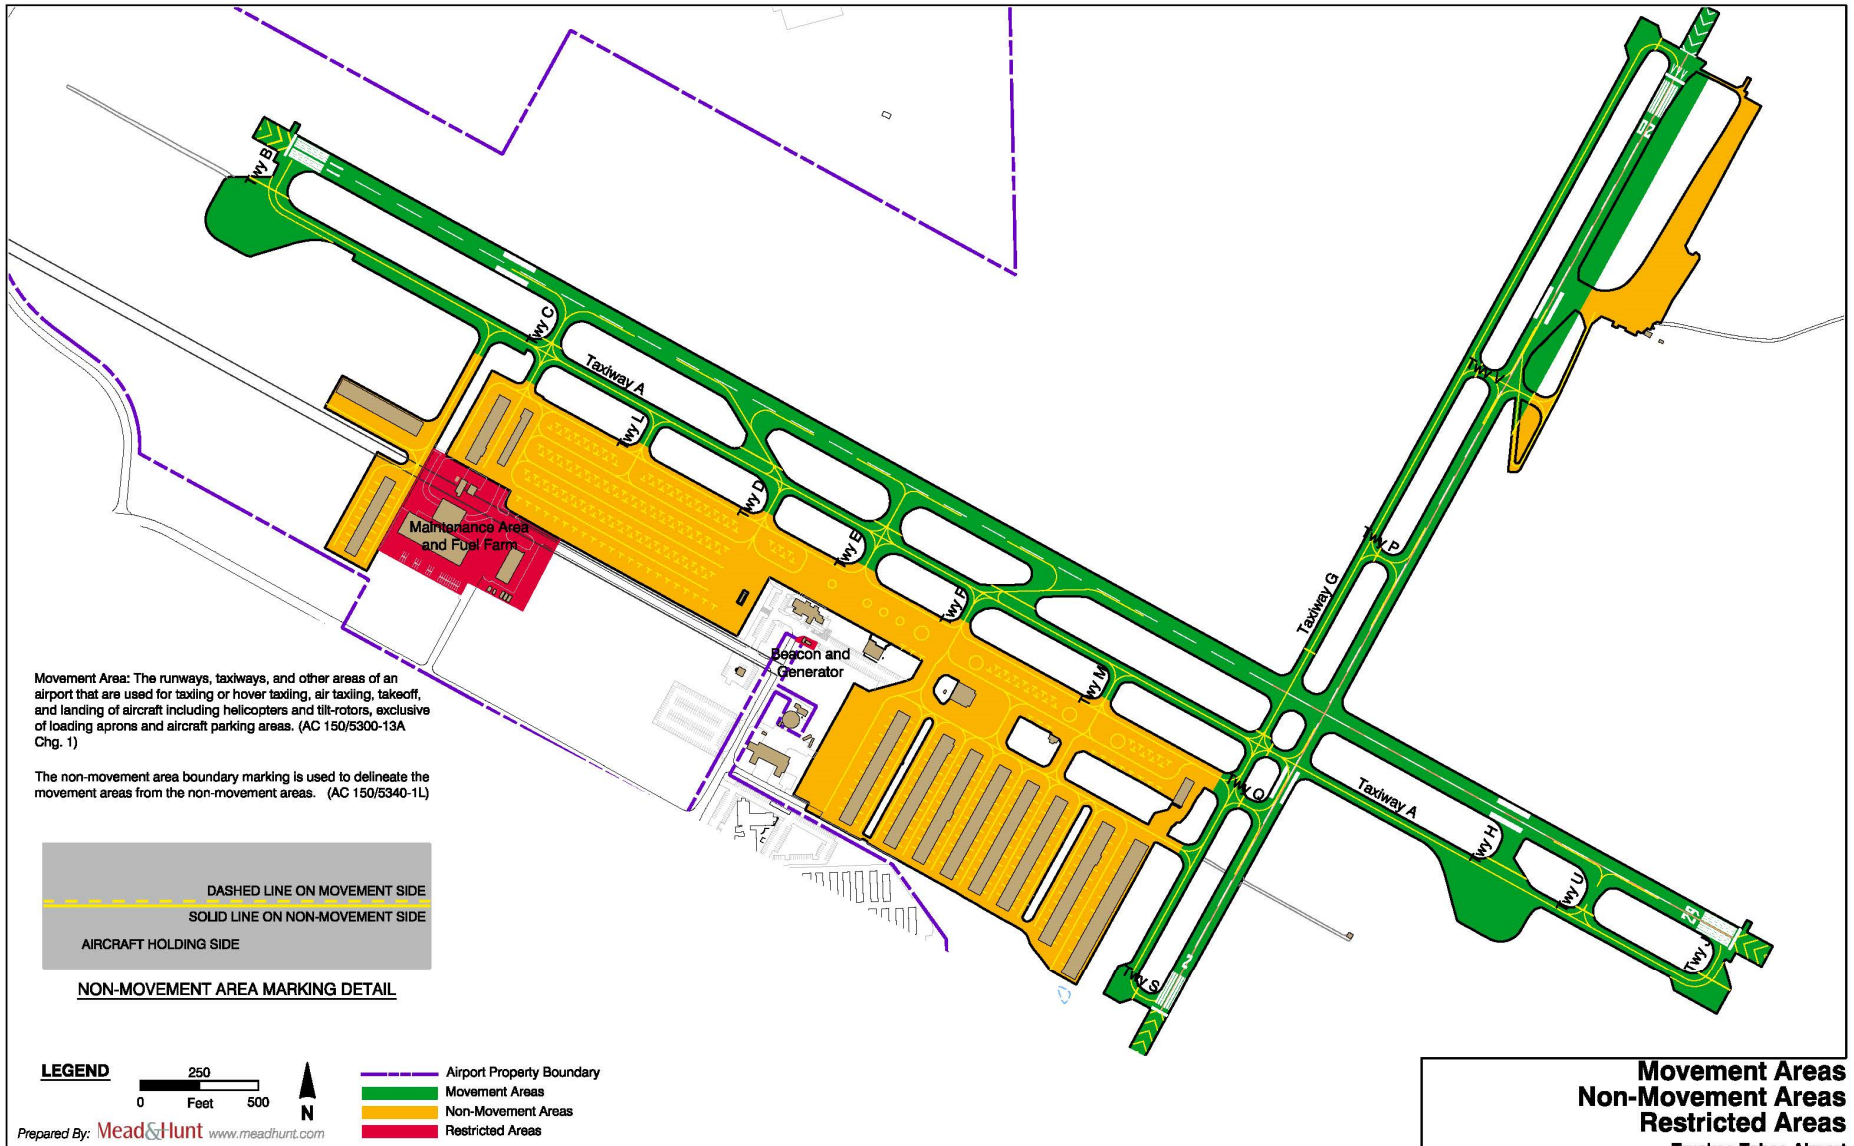 Twy B
11
Twy C
Taxiway A
Twy L
Twy D
Twy E
Twy F
Twy M
Twy Q
Taxiway G
Twy P
Twy V
20
Taxiway A
Twy H
Twy U
29
Twy J
Twy S
2
Maintenance Area
and Fuel Farm
Beacon and
Generator
Movement Area: The runways, taxiways, and other areas of an
airport that are used for taxiing or hover taxiing, air taxiing, takeoff,
and landing of aircraft including helicopters and tilt-rotors, exclusive
of loading aprons and aircraft parking areas. (AC 150/5300-13A
Chg. 1)
The non-movement area boundary marking is used to delineate the
movement areas from the non-movement areas. (AC 150/5340-1L)
DASHED LINE ON MOVEMENT SIDE
SOLID LINE ON NON-MOVEMENT SIDE
AIRCRAFT HOLDING SIDE
NON-MOVEMENT AREA MARKING DETAIL
LEGEND
250
0 Feet 500
N
Airport Property Boundary
Movement Areas
Non-Movement Areas
Restricted Areas
Prepared By: Mead&Hunt www.meadhunt.com
Movement Areas
Non-Movement Areas
Restricted Areas